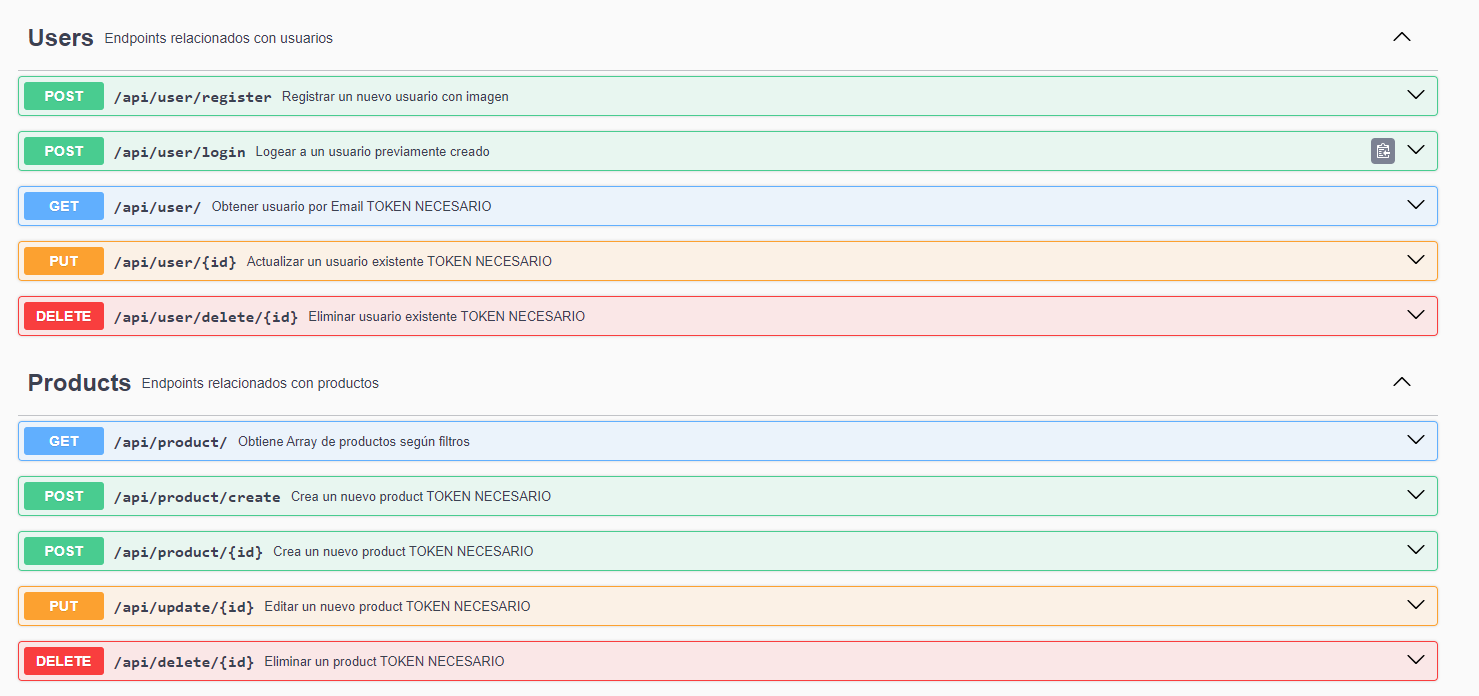 Users Endpoints relacionados con usuarios
POST /api/user/register Registrar un nuevo usuario con imagen
POST /api/user/login Logear a un usuario previamente creado
GET /api/user/ Obtener usuario por Email TOKEN NECESARIO
PUT /api/user/{id} Actualizar un usuario existente TOKEN NECESARIO
DELETE /api/user/delete/{id} Eliminar usuario existente TOKEN NECESARIO
Products Endpoints relacionados con productos
GET /api/product/ Obtiene Array de productos según filtros
POST /api/product/create Crea un nuevo product TOKEN NECESARIO
POST /api/product/{id} Crea un nuevo product TOKEN NECESARIO
PUT /api/update/{id} Editar un nuevo product TOKEN NECESARIO
DELETE /api/delete/{id} Eliminar un product TOKEN NECESARIO